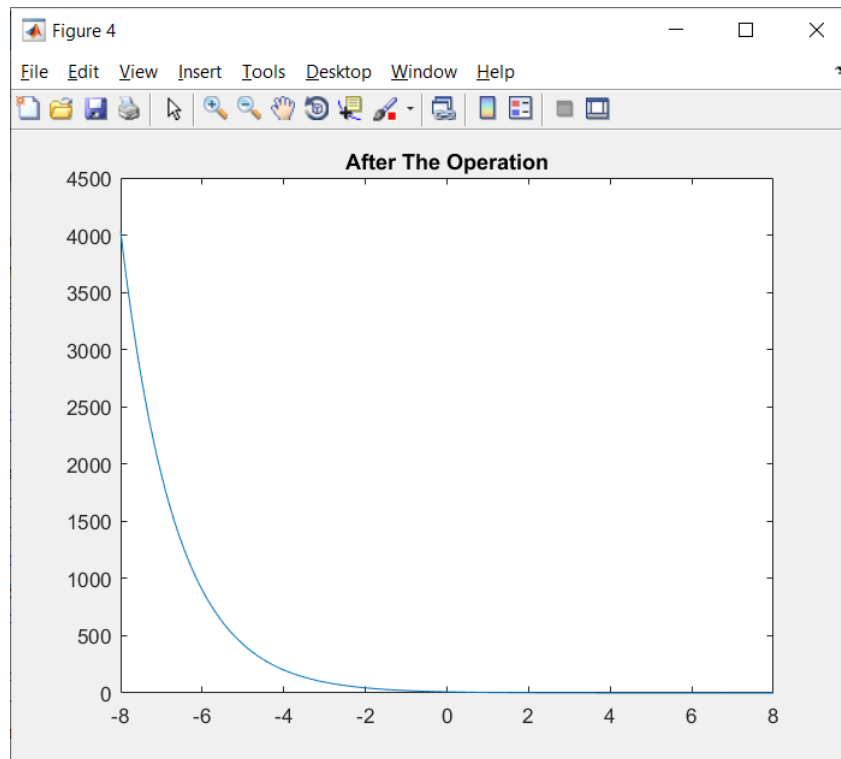 Figure 4
File Edit View Insert Tools Desktop Window Help
After The Operation
4500
4000
3500
3000
2500
2000
1500
1000
500
0
-8 -6 -4 -2 0 2 4 6 8